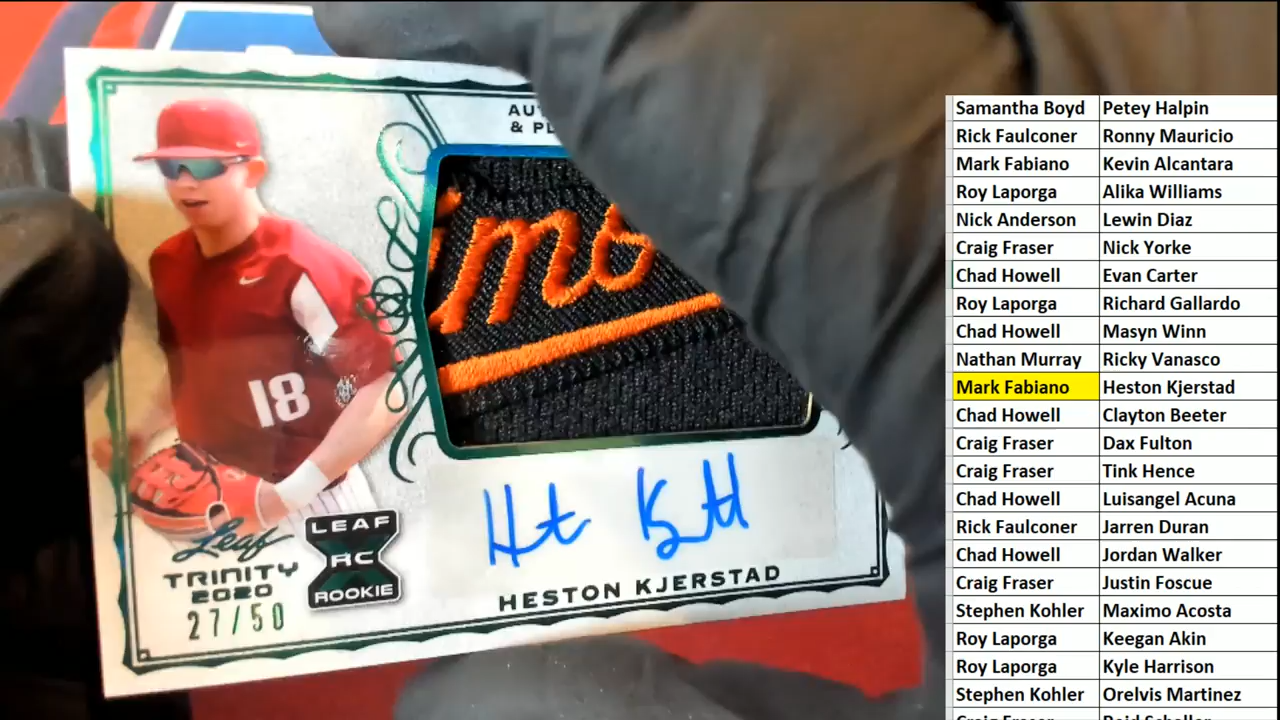 AU
& PL
imb
18
Leaf
TRINITY
2020
27/50
LEAF
RC
ROOKIE
HESTON KJERSTAD
Samantha Boyd Petey Halpin
Rick Faulconer Ronny Mauricio
Mark Fabiano Kevin Alcantara
Roy Laporga Alika Williams
Nick Anderson Lewin Diaz
Craig Fraser Nick Yorke
Chad Howell Evan Carter
Roy Laporga Richard Gallardo
Chad Howell Masyn Winn
Nathan Murray Ricky Vanasco
Mark Fabiano Heston Kjerstad
Chad Howell Clayton Beeter
Craig Fraser Dax Fulton
Craig Fraser Tink Hence
Chad Howell Luisangel Acuna
Rick Faulconer Jarren Duran
Chad Howell Jordan Walker
Craig Fraser Justin Foscue
Stephen Kohler Maximo Acosta
Roy Laporga Keegan Akin
Roy Laporga Kyle Harrison
Stephen Kohler Orelvis Martinez